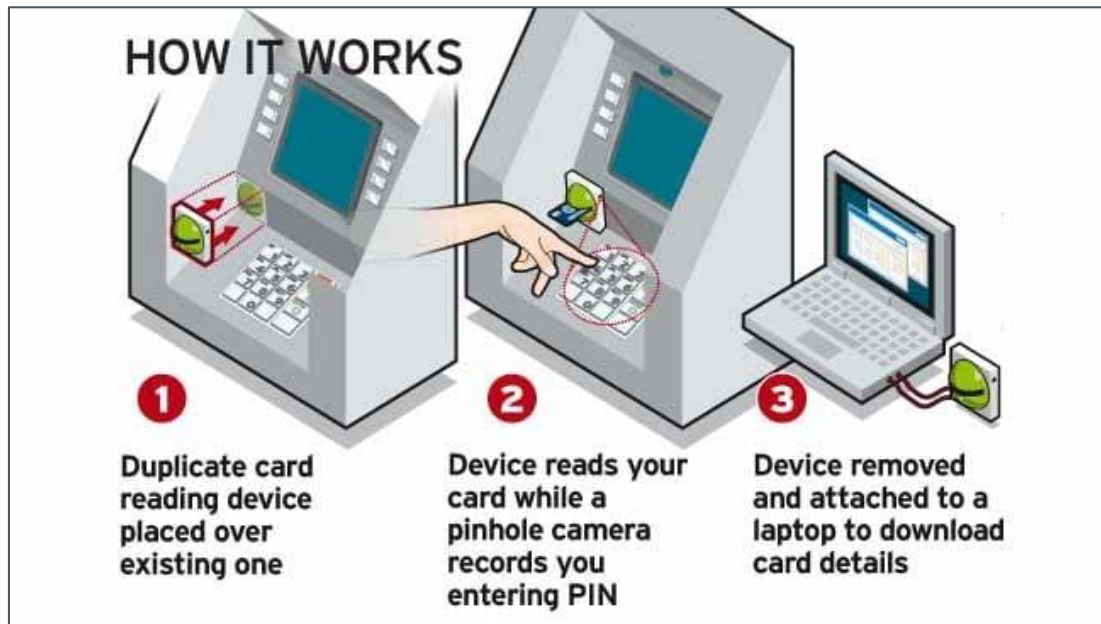 HOW IT WORKS
1
Duplicate card
reading device
placed over
existing one
2
Device reads your
card while a
pinhole camera
records you
entering PIN
3
Device removed
and attached to a
laptop to download
card details